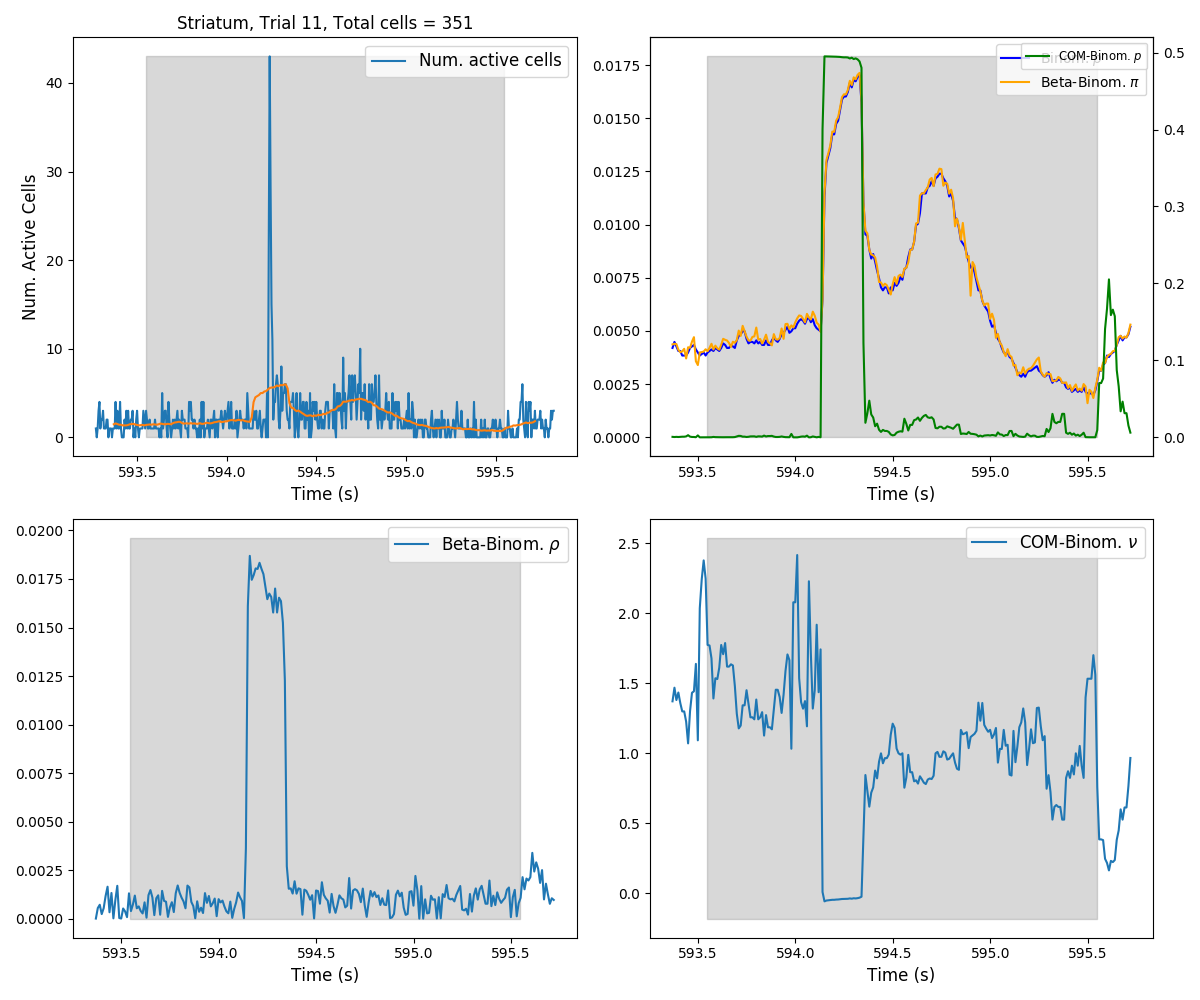 Striatum, Trial 11, Total cells = 351
Num. active cells
Num. Active Cells
40
30
20
10
0
593.5 594.0 594.5 595.0 595.5
Time (s)
COM-Binom. p
Beta-Binom. π
0.0175
0.0150
0.0125
0.0100
0.0075
0.0050
0.0025
0.0000
0.5
0.4
0.3
0.2
0.1
0.0
593.5 594.0 594.5 595.0 595.5
Time (s)
Beta-Binom. ρ
0.0200
0.0175
0.0150
0.0125
0.0100
0.0075
0.0050
0.0025
0.0000
593.5 594.0 594.5 595.0 595.5
Time (s)
COM-Binom. ν
2.5
2.0
1.5
1.0
0.5
0.0
593.5 594.0 594.5 595.0 595.5
Time (s)